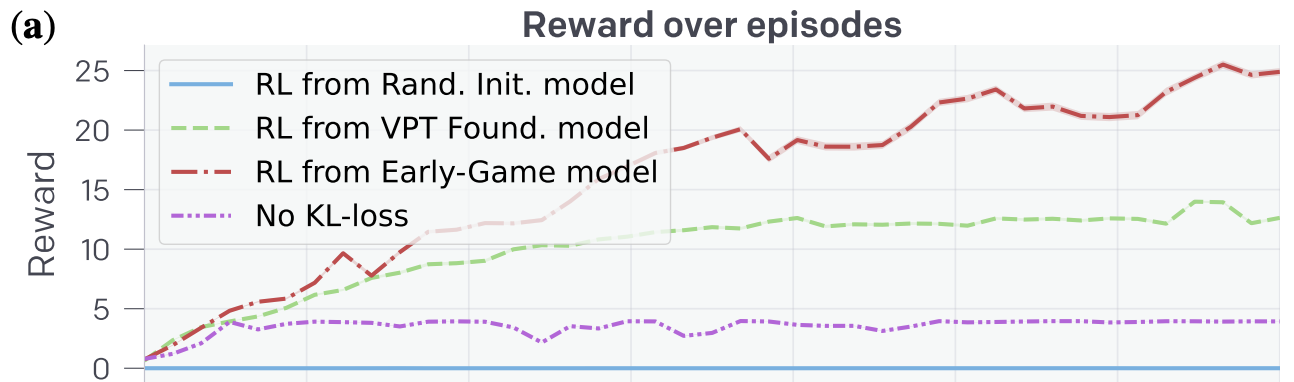 (a)
Reward over episodes
25
20
15
10
5
0
Reward
RL from Rand. Init. model
RL from VPT Found. model
RL from Early-Game model
No KL-loss